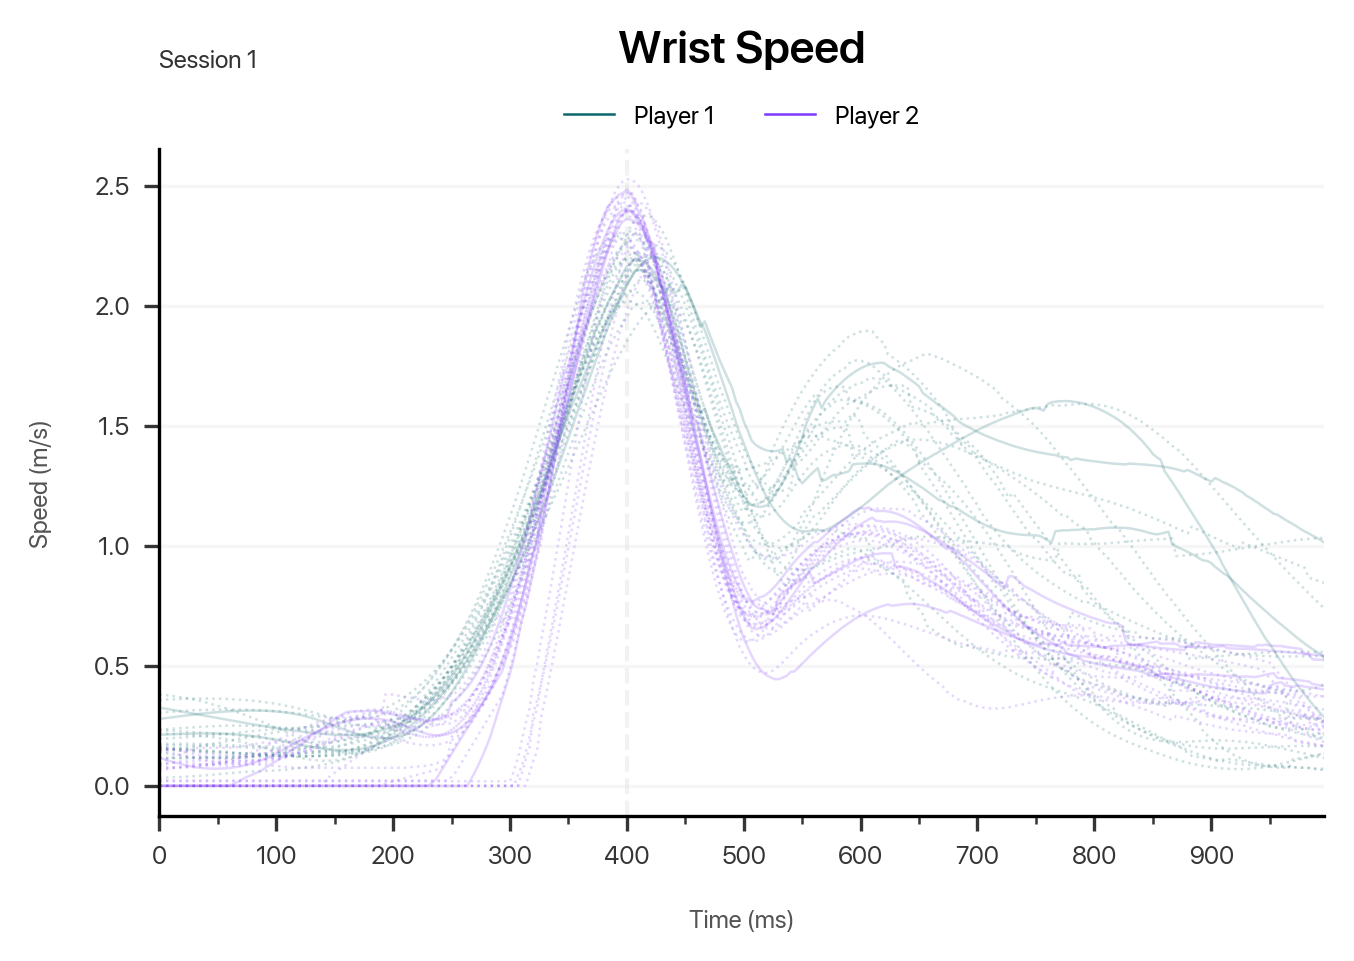 Session 1
Wrist Speed
Player 1
Player 2
2.5
2.0
1.5
1.0
0.5
0.0
Speed (m/s)
0 100 200 300 400 500 600 700 800 900
Time (ms)